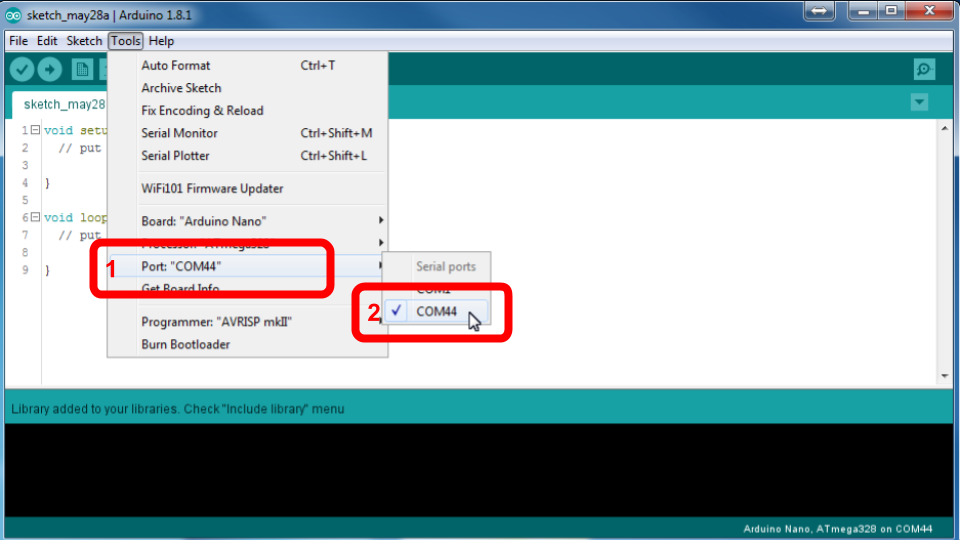 sketch_may28a | Arduino 1.8.1
File Edit Sketch Tools Help
Auto Format Ctrl+T
Archive Sketch
Fix Encoding & Reload
Serial Monitor Ctrl+Shift+M
Serial Plotter Ctrl+Shift+L
WiFi101 Firmware Updater
Board: "Arduino Nano"
Processor: "ATmega328"
1 Port: "COM44"
Get Board Info
Programmer: "AVRISP mkII"
Burn Bootloader
Serial ports
COM1
2 ✓ COM44
sketch_may28
1 void setu
2 // put
3
4 }
5
6 void loop
7 // put
8
9 }
Library added to your libraries. Check "Include library" menu
Arduino Nano, ATmega328 on COM44